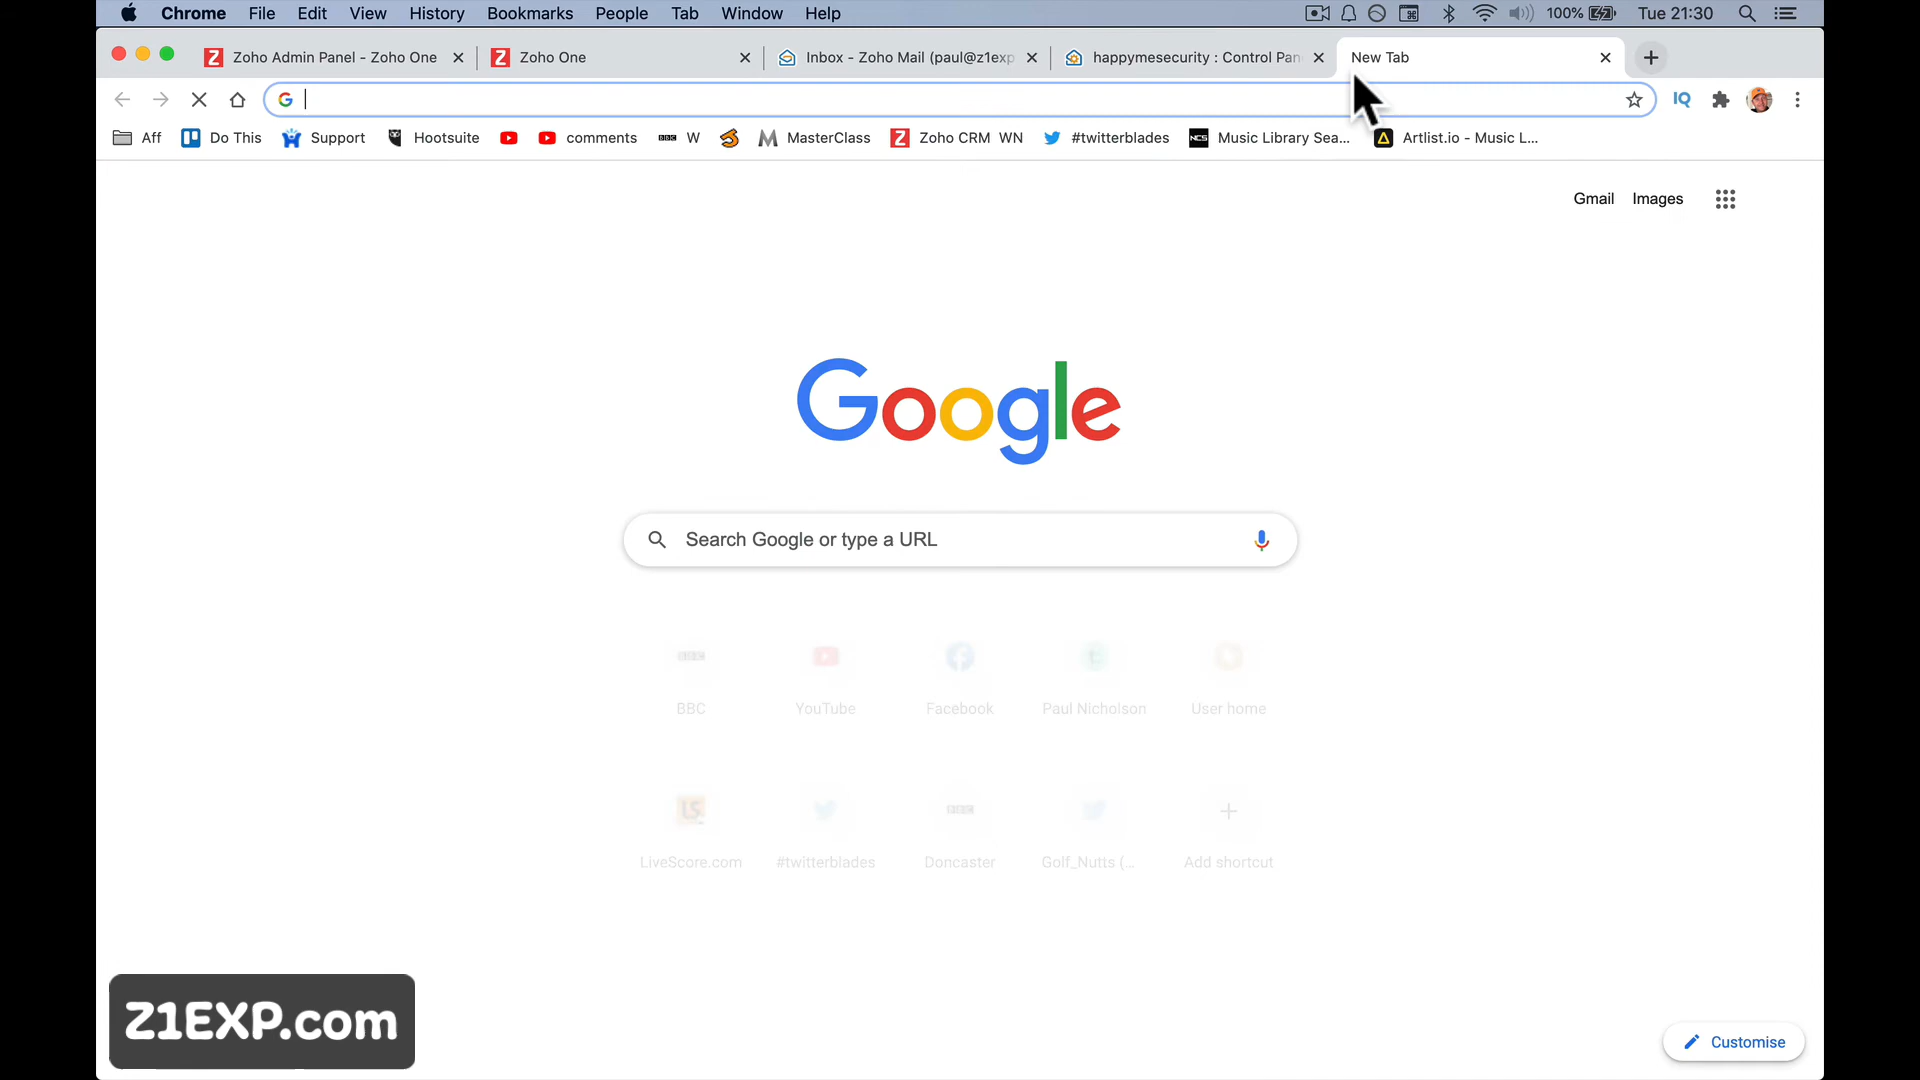 Chrome File Edit View History Bookmarks People Tab Window Help 100% Tue 21:30
Zoho Admin Panel - Zoho One Zoho One Inbox - Zoho Mail (paul@z1exp happymesecurity : Control Pan New Tab
Aff Do This Support Hootsuite comments BBC W MasterClass Zoho CRM WN #twitterblades NCS Music Library Sea... Artlist.io - Music L...
Gmail Images
Google
Search Google or type a URL
BBC YouTube Facebook Paul Nicholson User home
LiveScore.com #twitterblades Doncaster Golf_Nutts (... Add shortcut
Z1EXP.com
Customise